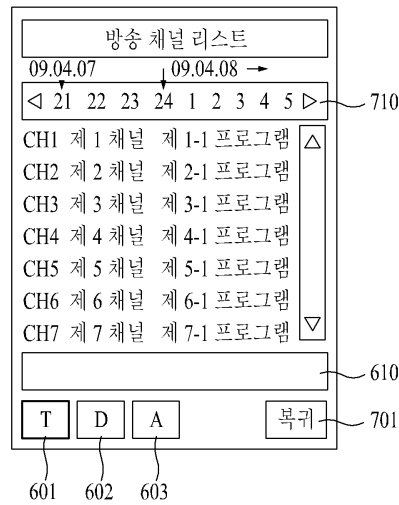 방송 채널 리스트
09.04.07 09.04.08
21 22 23 24 1 2 3 4 5
710
CH1 제 1 채널 제 1-1 프로그램
CH2 제 2 채널 제 2-1 프로그램
CH3 제 3 채널 제 3-1 프로그램
CH4 제 4 채널 제 4-1 프로그램
CH5 제 5 채널 제 5-1 프로그램
CH6 제 6 채널 제 6-1 프로그램
CH7 제 7 채널 제 7-1 프로그램
610
T D A 복귀 701
601 602 603